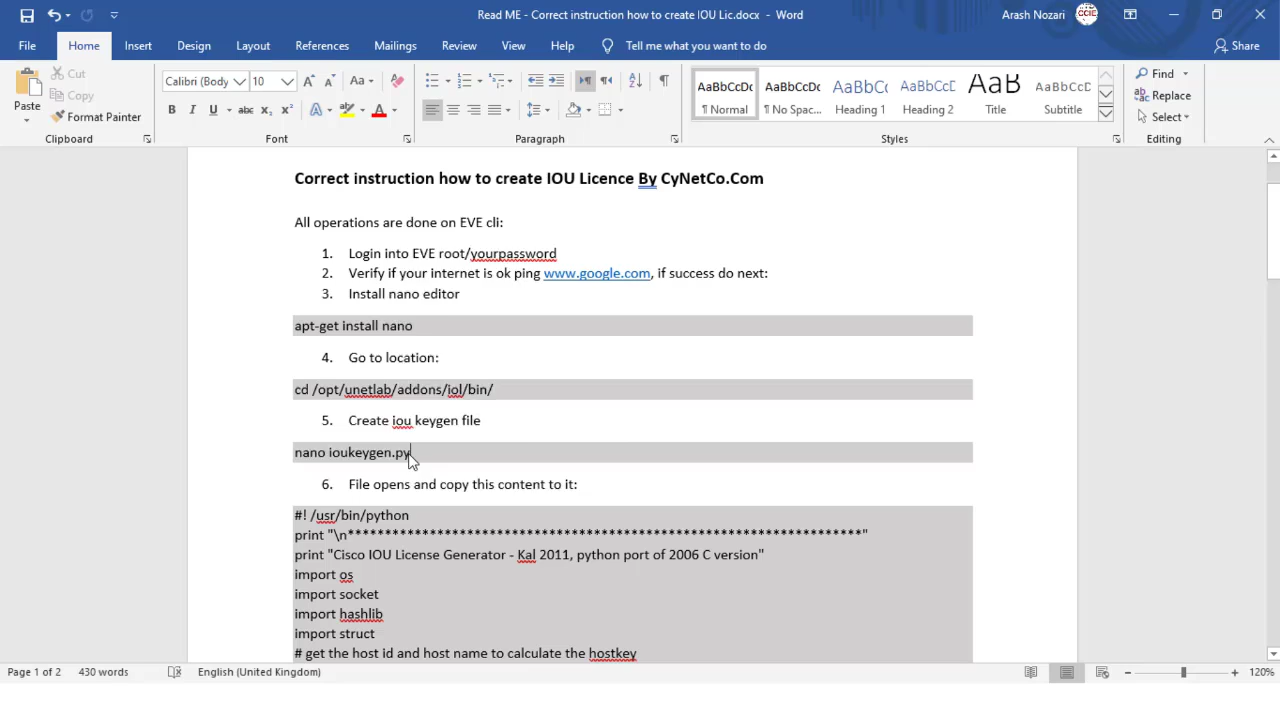 Read ME - Correct instruction how to create IOU Lic.docx - Word
Arash Nozari
File Home Insert Design Layout References Mailings Review View Help Tell me what you want to do Share
Paste
Cut
Copy
Format Painter
Clipboard
Calibri (Body 10
Font
Paragraph
AaBbCcDc AaBbCcDc AaBbCc AaBbCcD AaB AaBbCcD
¶ Normal ¶ No Spac... Heading 1 Heading 2 Title Subtitle
Styles
Find
Replace
Select
Editing
Correct instruction how to create IOU Licence By CyNetCo.Com
All operations are done on EVE cli:
1. Login into EVE root/yourpassword
2. Verify if your internet is ok ping www.google.com, if success do next:
3. Install nano editor
apt-get install nano
4. Go to location:
cd /opt/unetlab/addons/iol/bin/
5. Create iou keygen file
nano ioukeygen.py
6. File opens and copy this content to it:
#! /usr/bin/python
print "\n*********************************************************************"
print "Cisco IOU License Generator - Kal 2011, python port of 2006 C version"
import os
import socket
import hashlib
import struct
# get the host id and host name to calculate the hostkey
Page 1 of 2 430 words English (United Kingdom) 120%